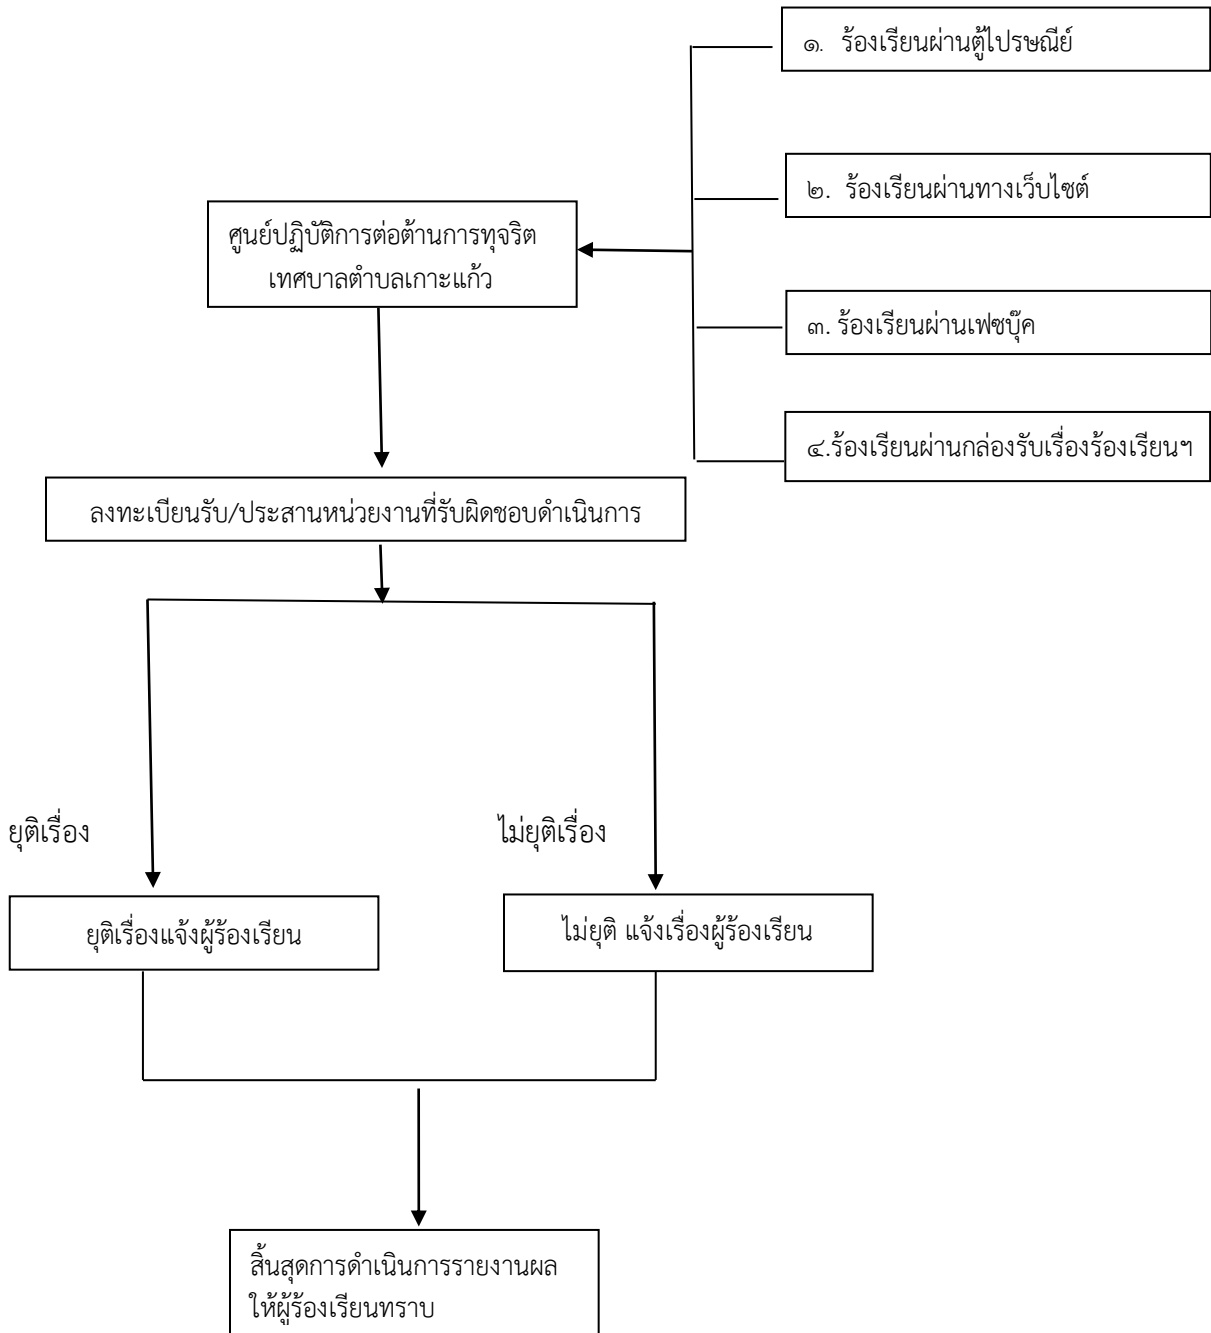 ๑.  ร้องเรียนผ่านตู้ไปรษณีย์
๒.  ร้องเรียนผ่านทางเว็บไซต์
ศูนย์ปฏิบัติการต่อต้านการทุจริต
เทศบาลตำบลเกาะแก้ว
๓. ร้องเรียนผ่านเฟซบุ๊ค
๔.ร้องเรียนผ่านกล่องรับเรื่องร้องเรียนฯ
ลงทะเบียนรับ/ประสานหน่วยงานที่รับผิดชอบดำเนินการ
ยุติเรื่อง
ไม่ยุติเรื่อง
ยุติเรื่องแจ้งผู้ร้องเรียน
ไม่ยุติ แจ้งเรื่องผู้ร้องเรียน
สิ้นสุดการดำเนินการรายงานผล
ให้ผู้ร้องเรียนทราบ